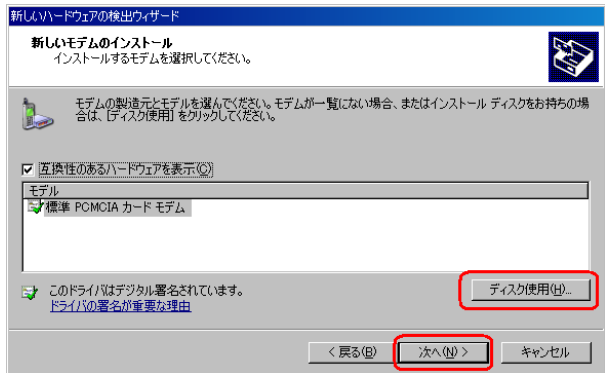 新しいハードウェアの検出ウィザード
新しいモデムのインストール
インストールするモデムを選択してください。
モデムの製造元とモデルを選んでください。モデムが一覧にない場合、またはインストール ディスクをお持ちの場
合は、[ディスク使用] をクリックしてください。
互換性のあるハードウェアを表示(C)
モデル
標準 PCMCIA カード モデム
このドライバはデジタル署名されています。
ディスク使用(H)...
ドライバの署名が重要な理由
< 戻る(B)
次へ(N) >
キャンセル